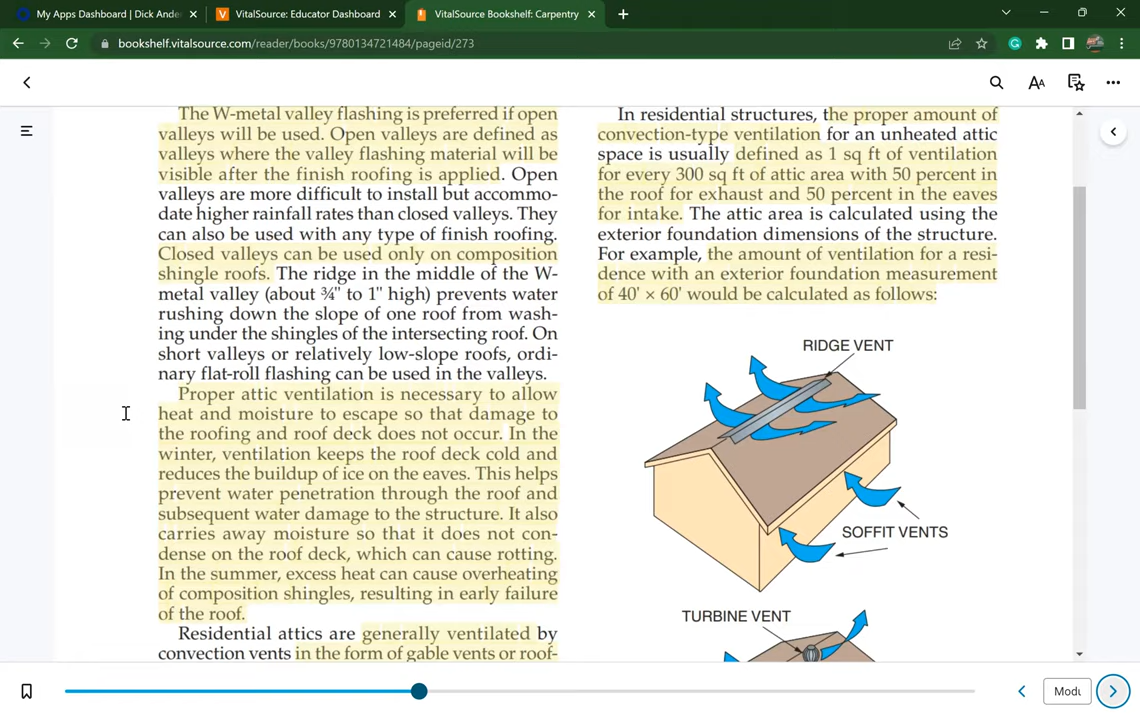 My Apps Dashboard | Dick Ander
VitalSource: Educator Dashboard
VitalSource Bookshelf: Carpentry
bookshelf.vitalsource.com/reader/books/9780134721484/pageid/273
The W-metal valley flashing is preferred if open
valleys will be used. Open valleys are defined as
valleys where the valley flashing material will be
visible after the finish roofing is applied. Open
valleys are more difficult to install but accommo-
date higher rainfall rates than closed valleys. They
can also be used with any type of finish roofing.
Closed valleys can be used only on composition
shingle roofs. The ridge in the middle of the W-
metal valley (about ¾" to 1" high) prevents water
rushing down the slope of one roof from wash-
ing under the shingles of the intersecting roof. On
short valleys or relatively low-slope roofs, ordi-
nary flat-roll flashing can be used in the valleys.
Proper attic ventilation is necessary to allow
heat and moisture to escape so that damage to
the roofing and roof deck does not occur. In the
winter, ventilation keeps the roof deck cold and
reduces the buildup of ice on the eaves. This helps
prevent water penetration through the roof and
subsequent water damage to the structure. It also
carries away moisture so that it does not con-
dense on the roof deck, which can cause rotting.
In the summer, excess heat can cause overheating
of composition shingles, resulting in early failure
of the roof.
Residential attics are generally ventilated by
convection vents in the form of gable vents or roof-
In residential structures, the proper amount of
convection-type ventilation for an unheated attic
space is usually defined as 1 sq ft of ventilation
for every 300 sq ft of attic area with 50 percent in
the roof for exhaust and 50 percent in the eaves
for intake. The attic area is calculated using the
exterior foundation dimensions of the structure.
For example, the amount of ventilation for a resi-
dence with an exterior foundation measurement
of 40' × 60' would be calculated as follows:
RIDGE VENT
SOFFIT VENTS
TURBINE VENT
Modu